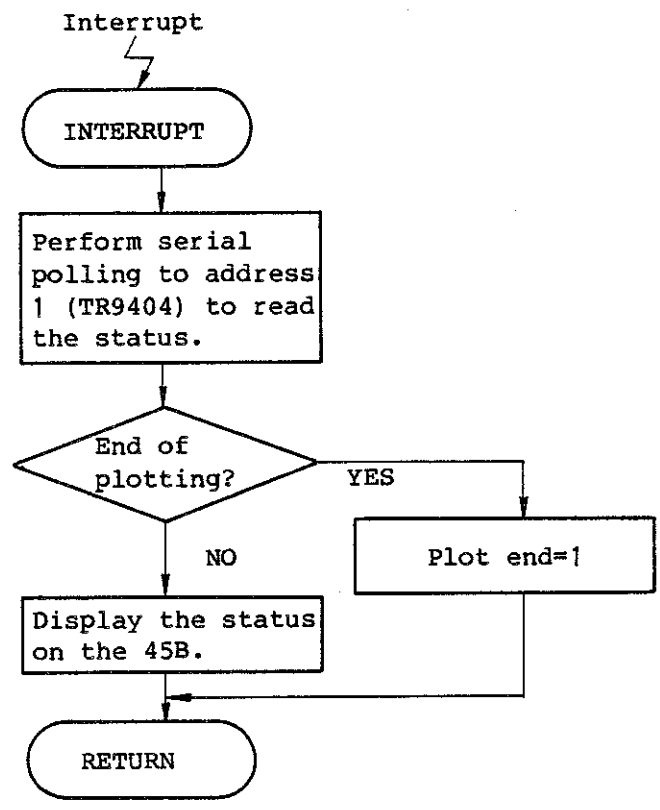 Interrupt
INTERRUPT
Perform serial
polling to address
1 (TR9404) to read
the status.
End of
plotting?
YES
NO
Plot end=1
Display the status
on the 45B.
RETURN